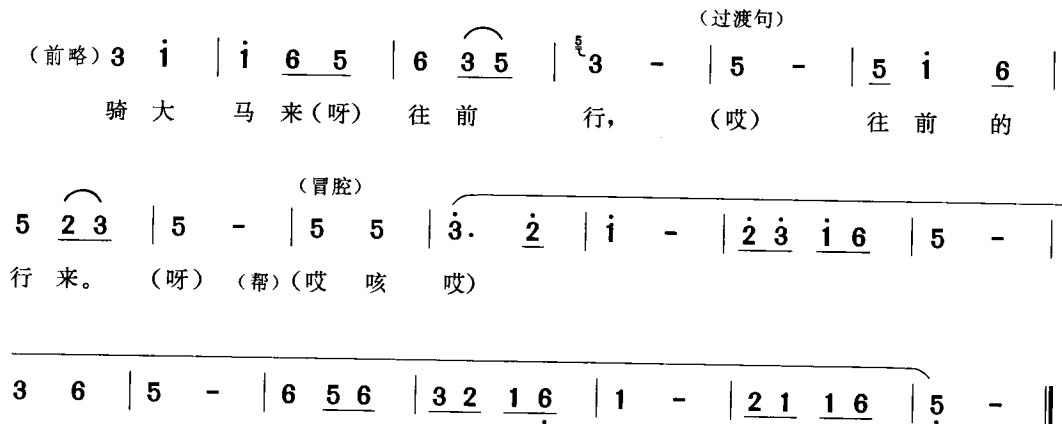 (过渡句)
(前略) 3 i̇ | i̇ 6 5 | 6 3 5 | 5 3 - | 5 - | 5 i̇ 6 |
骑 大 马 来(呀) 往 前 行, (哎) 往 前 的
(冒腔)
5 2 3 | 5 - | 5 5 | 3̇. 2̇ | 1̇ - | 2̇ 3̇ 1̇ 6 | 5 - |
行 来。 (呀) (帮)(哎 咳 哎)
3 6 | 5 - | 6 5 6 | 3 2 1 6̣ | 1 - | 2 1 1 6 | 5̣ - ‖